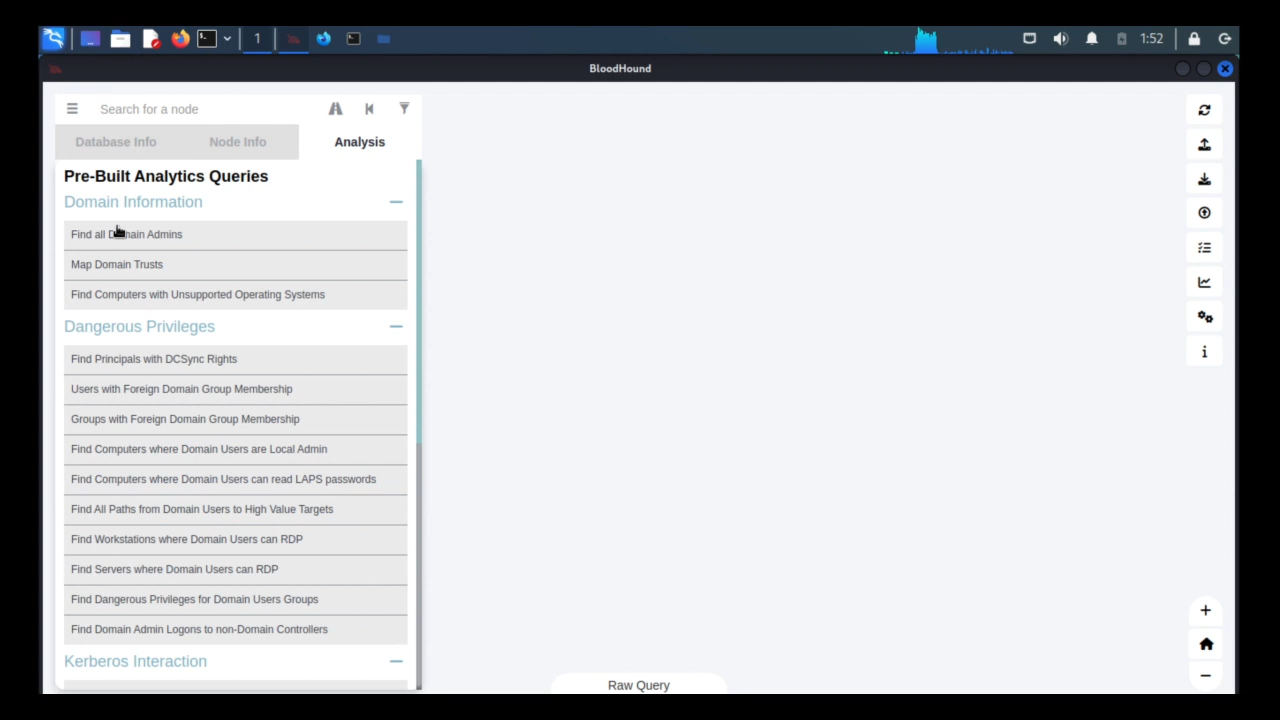 1
1:52
BloodHound
Search for a node
Database Info
Node Info
Analysis
Pre-Built Analytics Queries
Domain Information
Find all Domain Admins
Map Domain Trusts
Find Computers with Unsupported Operating Systems
Dangerous Privileges
Find Principals with DCSync Rights
Users with Foreign Domain Group Membership
Groups with Foreign Domain Group Membership
Find Computers where Domain Users are Local Admin
Find Computers where Domain Users can read LAPS passwords
Find All Paths from Domain Users to High Value Targets
Find Workstations where Domain Users can RDP
Find Servers where Domain Users can RDP
Find Dangerous Privileges for Domain Users Groups
Find Domain Admin Logons to non-Domain Controllers
Kerberos Interaction
Raw Query